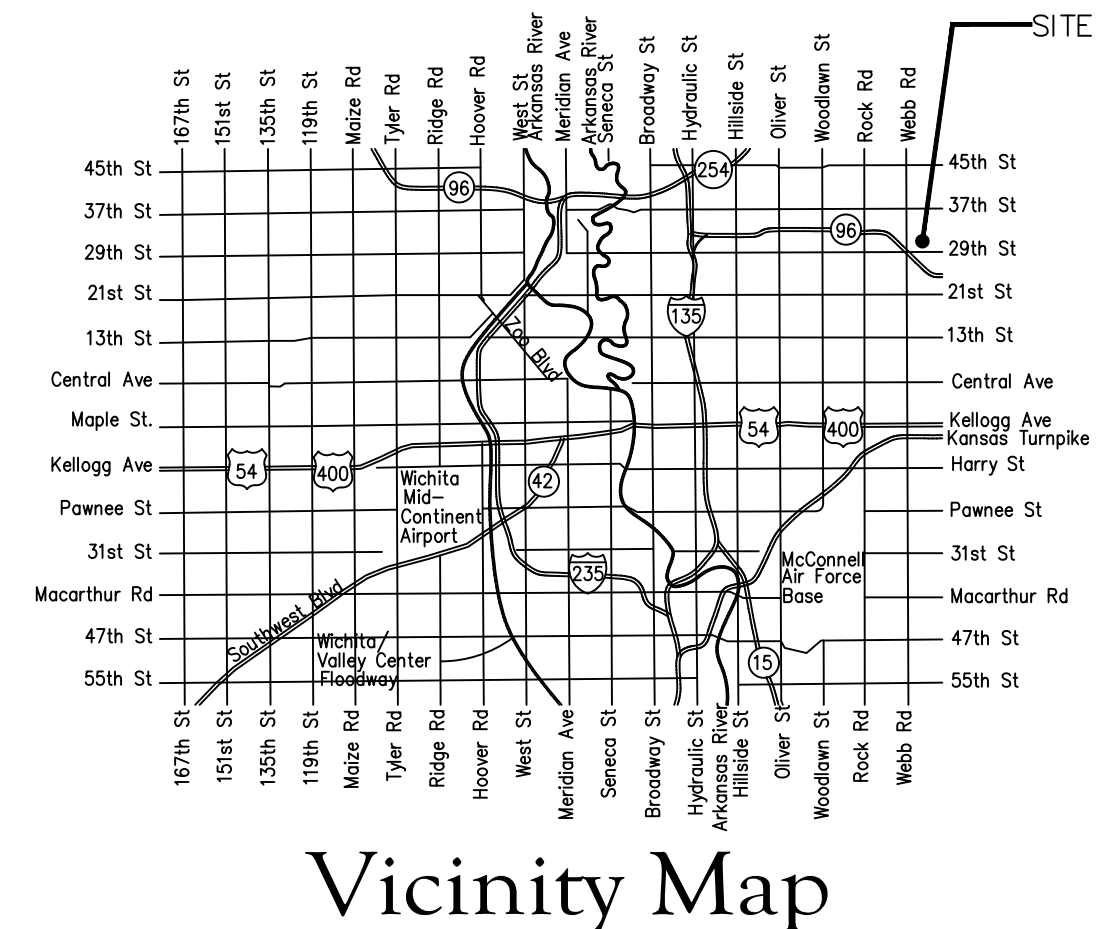 SITE
167th St
151st St
135th St
119th St
Maize Rd
Tyler Rd
Ridge Rd
Hoover Rd
West St
Arkansas River
Meridian Ave
Arkansas River
Seneca St
Broadway St
Hydraulic St
Hillside St
Oliver St
Woodlawn St
Rock Rd
Webb Rd
45th St
254
45th St
96
37th St
37th St
96
29th St
29th St
21st St
21st St
135
13th St
13th St
Zoo Blvd
Central Ave
Central Ave
Maple St.
54
400
Kellogg Ave
Kansas Turnpike
Kellogg Ave
54
400
Harry St
Wichita
Mid-
Continent
Airport
42
Pawnee St
Pawnee St
31st St
31st St
235
McConnell
Air Force
Base
Macarthur Rd
Macarthur Rd
Southwest Blvd
47th St
47th St
Wichita/
Valley Center
Floodway
15
55th St
55th St
167th St
151st St
135th St
119th St
Maize Rd
Tyler Rd
Ridge Rd
Hoover Rd
West St
Meridian Ave
Seneca St
Broadway St
Hydraulic St
Arkansas River
Hillside St
Oliver St
Woodlawn St
Rock Rd
Webb Rd
Vicinity Map